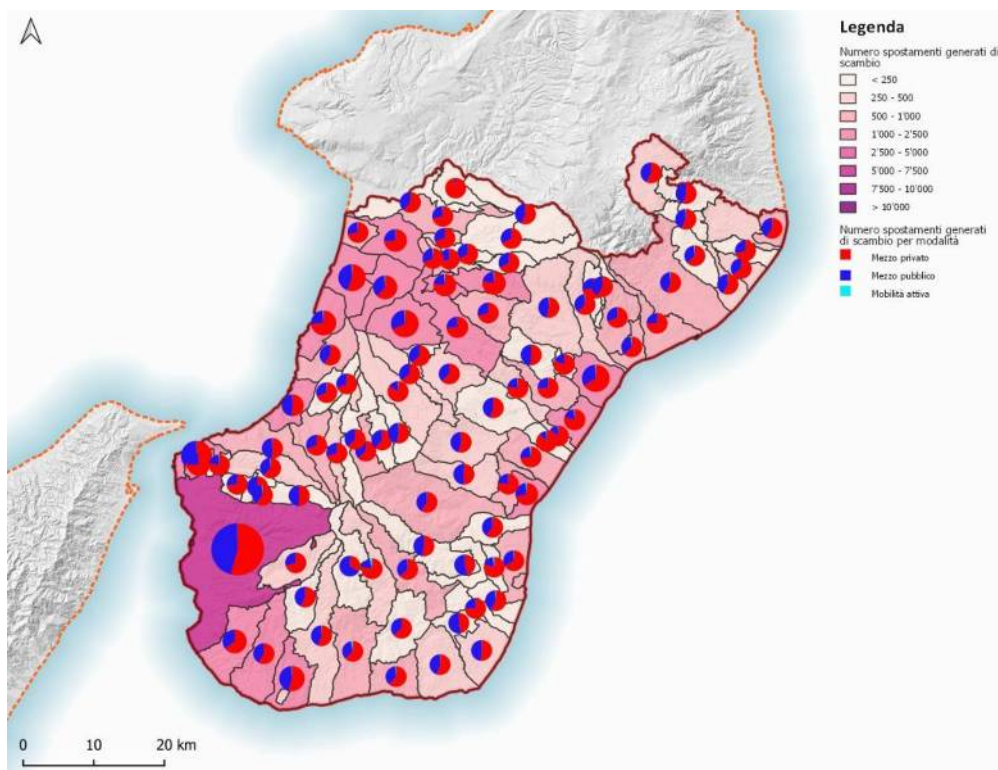 Legenda
Numero spostamenti generati di
scambio
< 250
250 - 500
500 - 1'000
1'000 - 2'500
2'500 - 5'000
5'000 - 7'500
7'500 - 10'000
> 10'000
Numero spostamenti generati
di scambio per modalità
Mezzo privato
Mezzo pubblico
Mobilità attiva
0 10 20 km